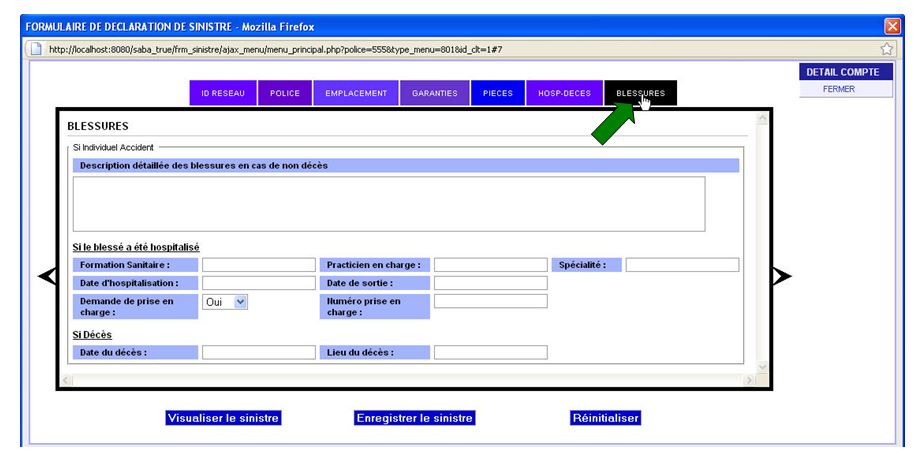 FORMULAIRE DE DECLARATION DE SINISTRE - Mozilla Firefox
http://localhost:8080/saba_true/frm_sinistre/ajax_menu/menu_principal.php?police=555&type_menu=801&id_clt=1#7
DETAIL COMPTE
FERMER
ID RESEAU POLICE EMPLACEMENT GARANTIES PIECES HOSP-DECES BLESSURES
BLESSURES
Si Individuel Accident
Description détaillée des blessures en cas de non décès
Si le blessé a été hospitalisé
Formation Sanitaire : Practicien en charge : Spécialité :
Date d'hospitalisation : Date de sortie :
Demande de prise en charge : Oui Numéro prise en charge :
Si Décès
Date du décès : Lieu du décès :
Visualiser le sinistre Enregistrer le sinistre Réinitialiser